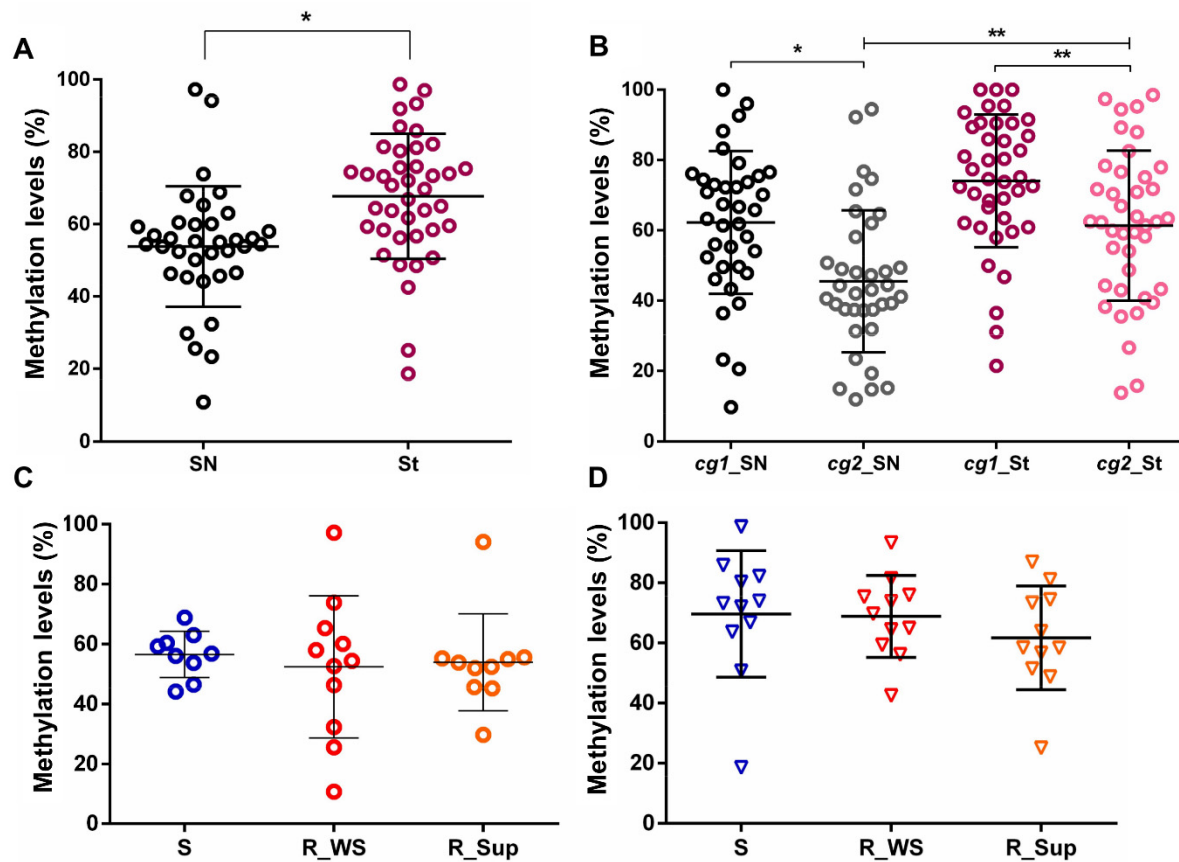 A
*
Methylation levels (%)
100
80
60
40
20
0
SN St
B
**
* **
Methylation levels (%)
100
80
60
40
20
0
cg1_SN cg2_SN cg1_St cg2_St
C
Methylation levels (%)
100
80
60
40
20
0
S R_WS R_Sup
D
Methylation levels (%)
100
80
60
40
20
0
S R_WS R_Sup